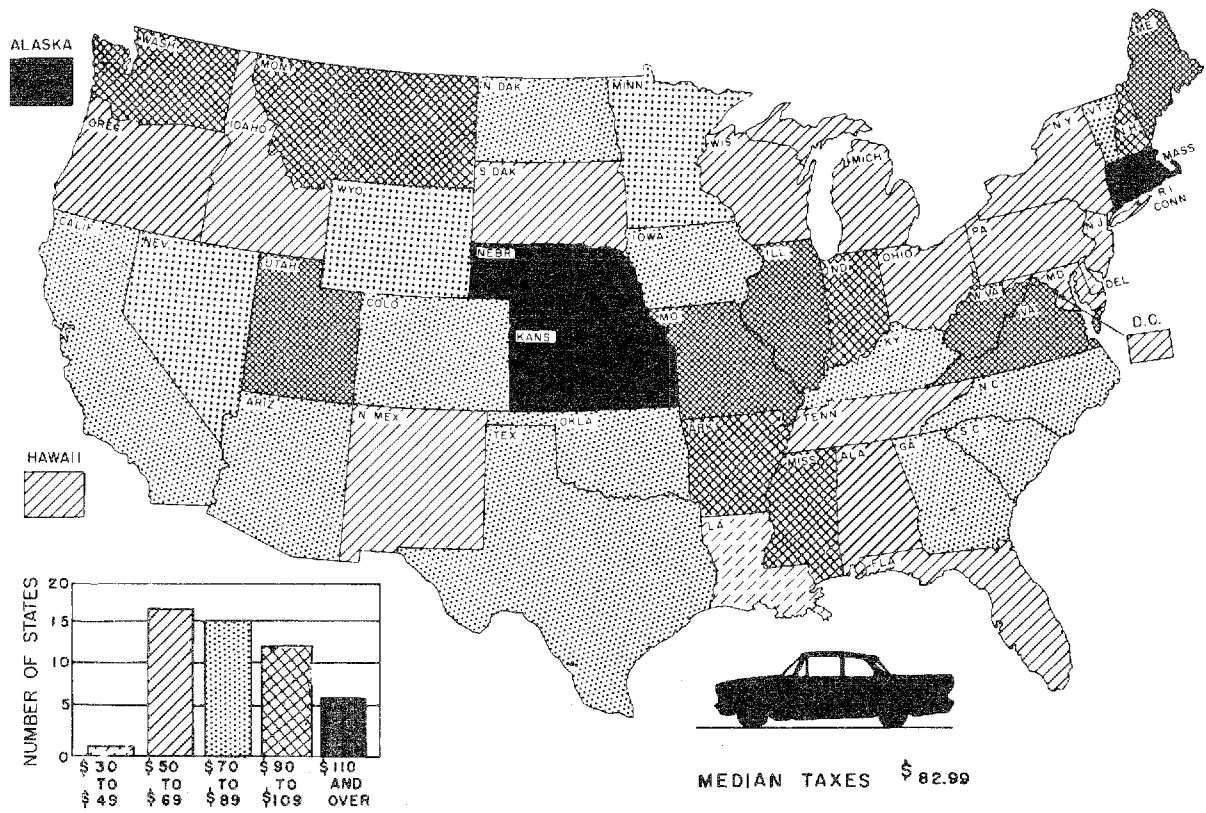 ALASKA
WASH
MONT
N DAK
MINN
ME
OREG
IDAHO
WIS
MICH
N.Y.
VT
N H
MASS
R I
CONN
S DAK
WYO
CALIF
NEV
UTAH
NEBR
IOWA
ILL
IND
OHIO
PA
N J
MD
DEL
W VA
VA
D.C.
COLO
KANS
MO
KY
N C
ARIZ
N MEX
TEX
OKLA
ARK
TENN
S C
MISS
ALA
GA
LA
FLA
HAWAII
NUMBER OF STATES
20
15
10
5
0
$30 TO $49
$50 TO $69
$70 TO $89
$90 TO $109
$110 AND OVER
MEDIAN TAXES $82.99